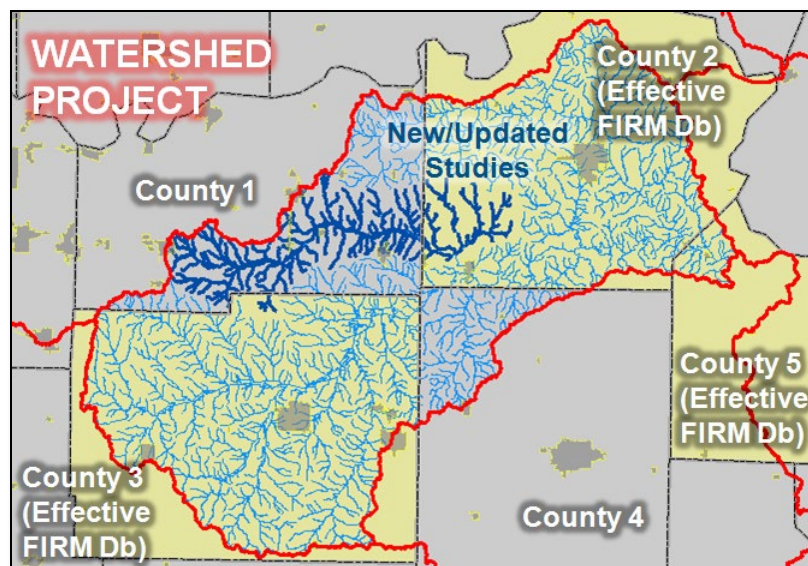 WATERSHED
PROJECT
County 2
(Effective
FIRM Db)
New/Updated
Studies
County 1
County 5
(Effective
FIRM Db)
County 3
(Effective
FIRM Db)
County 4